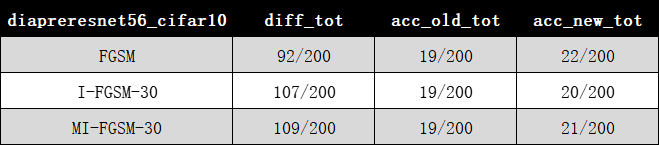 diapreresnet56_cifar10 diff_tot acc_old_tot acc_new_tot
FGSM 92/200 19/200 22/200
I-FGSM-30 107/200 19/200 20/200
MI-FGSM-30 109/200 19/200 21/200